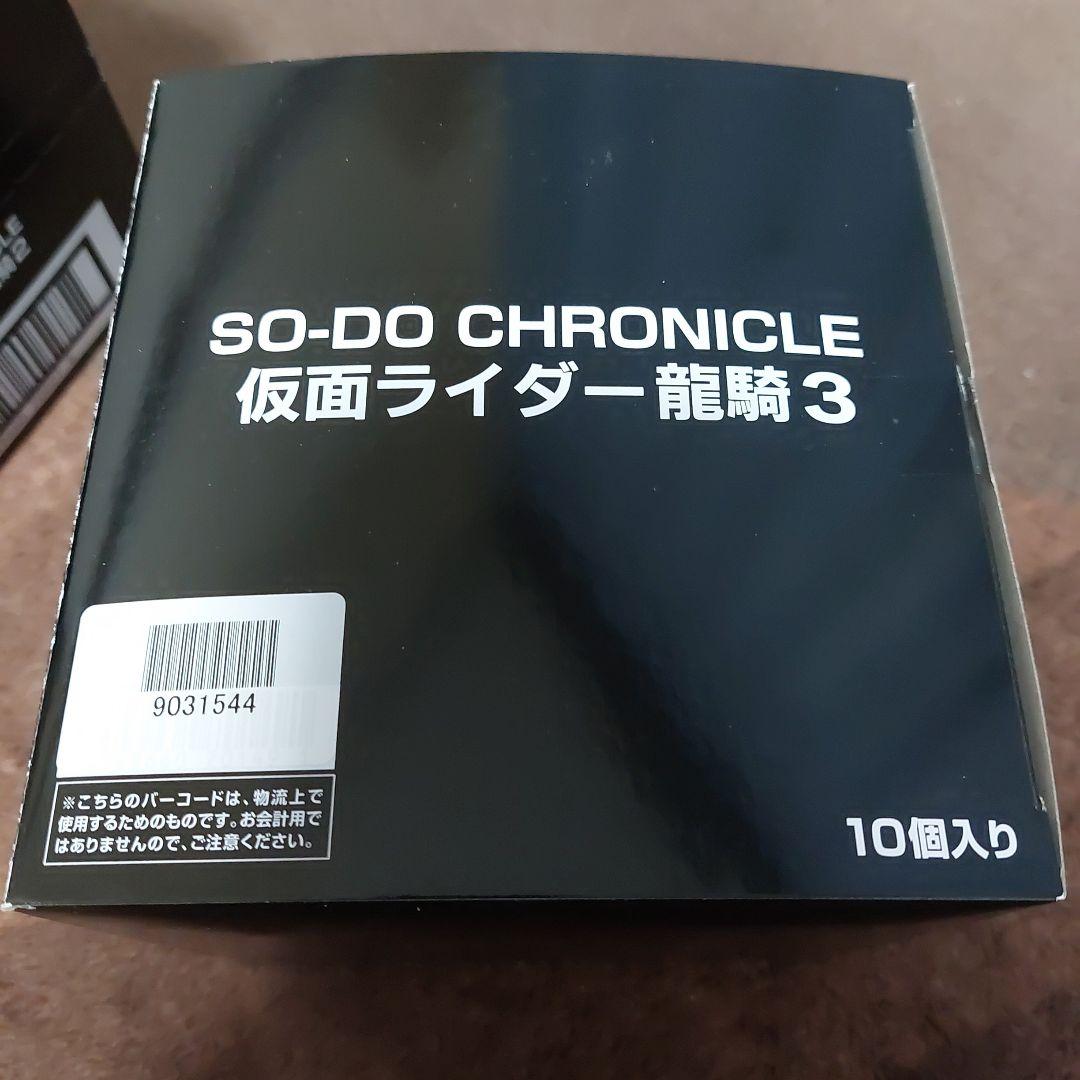 SO-DO CHRONICLE
仮面ライダー龍騎3
9031544
※こちらのバーコードは、物流上で
使用するためのものです。お会計用で
はありませんので、ご注意ください。
10個入り